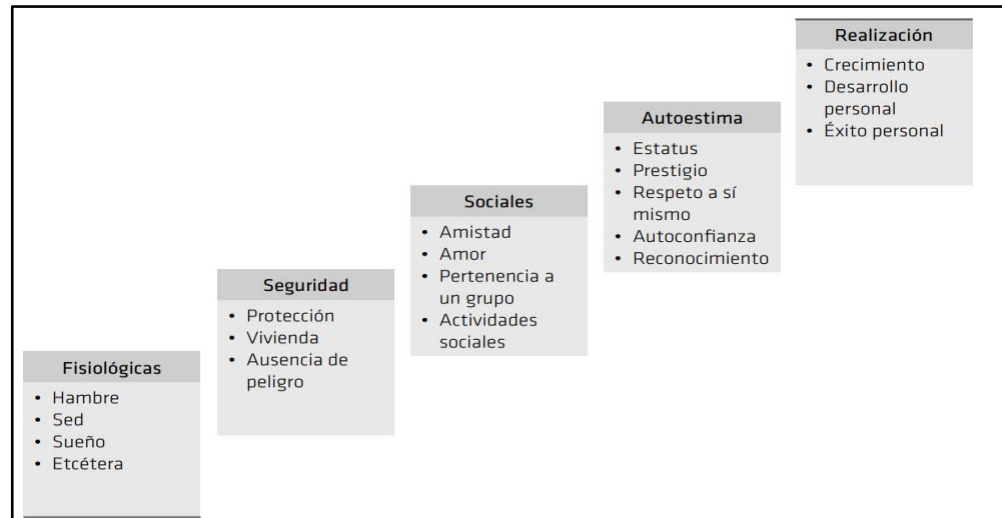 Fisiológicas
• Hambre
• Sed
• Sueño
• Etcétera
Seguridad
• Protección
• Vivienda
• Ausencia de
peligro
Sociales
• Amistad
• Amor
• Pertenencia a
un grupo
• Actividades
sociales
Autoestima
• Estatus
• Prestigio
• Respeto a sí
mismo
• Autoconfianza
• Reconocimiento
Realización
• Crecimiento
• Desarrollo
personal
• Éxito personal